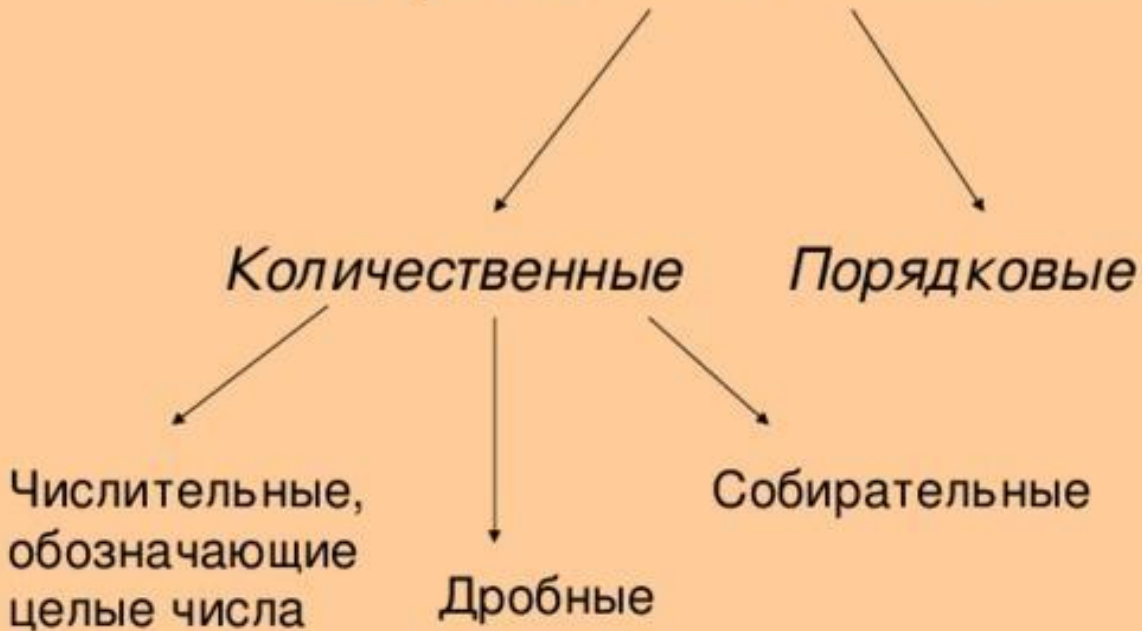 Количественные
Порядковые
Числительные,
обозначающие
целые числа
Дробные
Собирательные